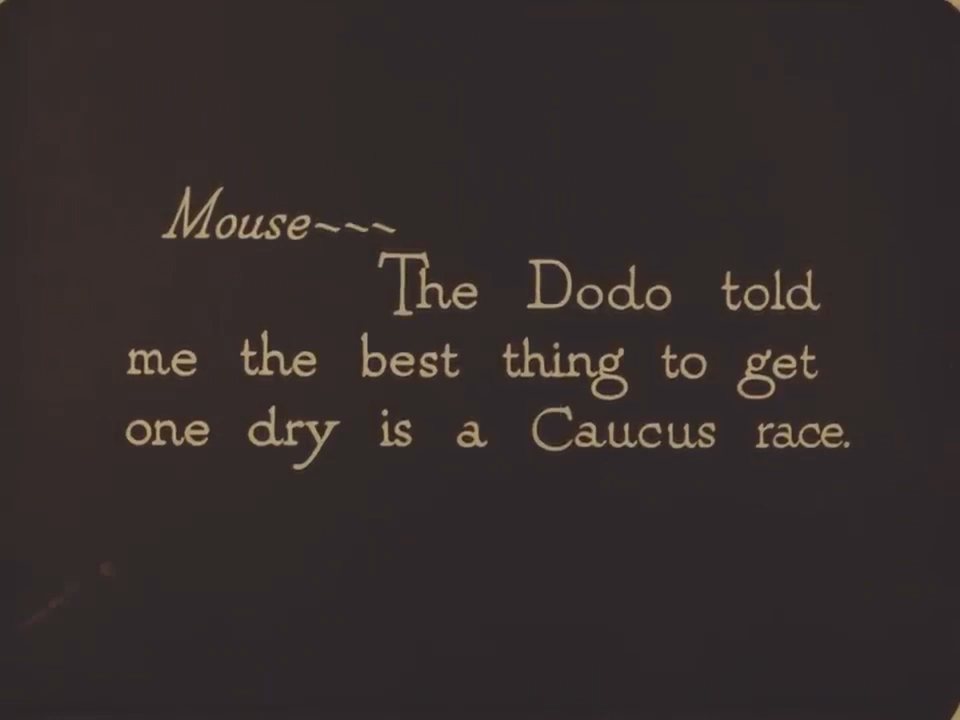 Mouse~~~
The Dodo told
me the best thing to get
one dry is a Caucus race.